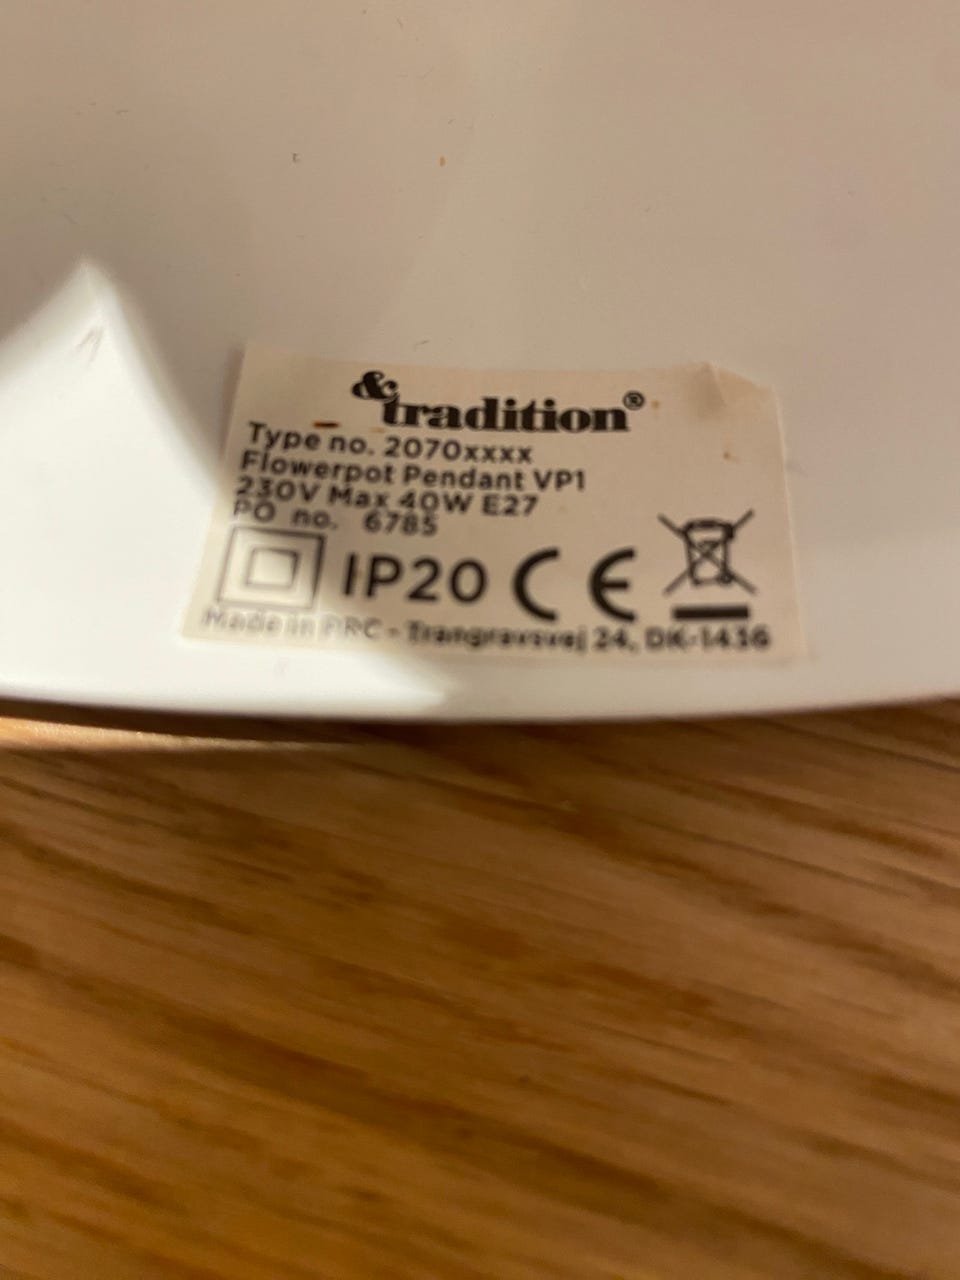 &tradition®
Type no. 2070xxxx
Flowerpot Pendant VP1
230V Max 40W E27
PO no. 6785
IP20 CE
Made in PRC - Trangravsvej 24, DK-1436